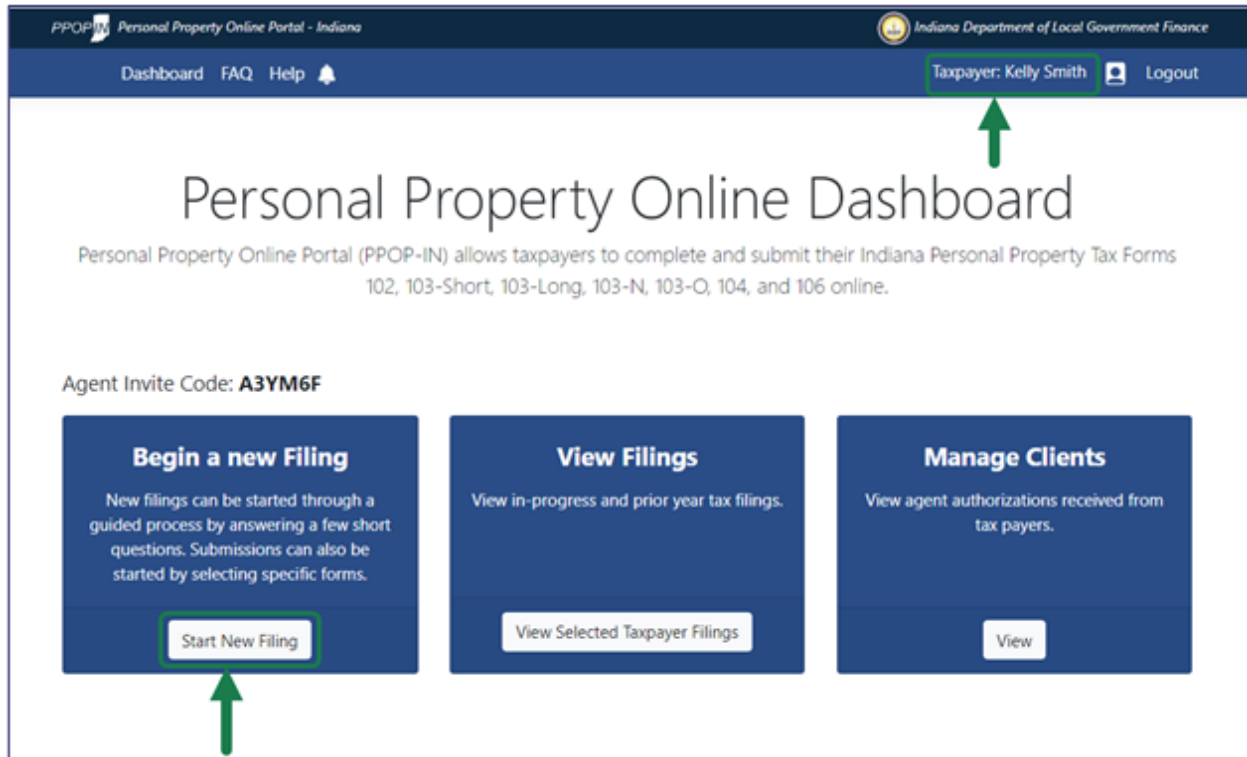 PPOP IN Personal Property Online Portal - Indiana
Indiana Department of Local Government Finance
Dashboard FAQ Help
Taxpayer: Kelly Smith
Logout
Personal Property Online Dashboard
Personal Property Online Portal (PPOP-IN) allows taxpayers to complete and submit their Indiana Personal Property Tax Forms
102, 103-Short, 103-Long, 103-N, 103-O, 104, and 106 online.
Agent Invite Code: A3YM6F
Begin a new Filing
New filings can be started through a
guided process by answering a few short
questions. Submissions can also be
started by selecting specific forms.
Start New Filing
View Filings
View in-progress and prior year tax filings.
View Selected Taxpayer Filings
Manage Clients
View agent authorizations received from
tax payers.
View